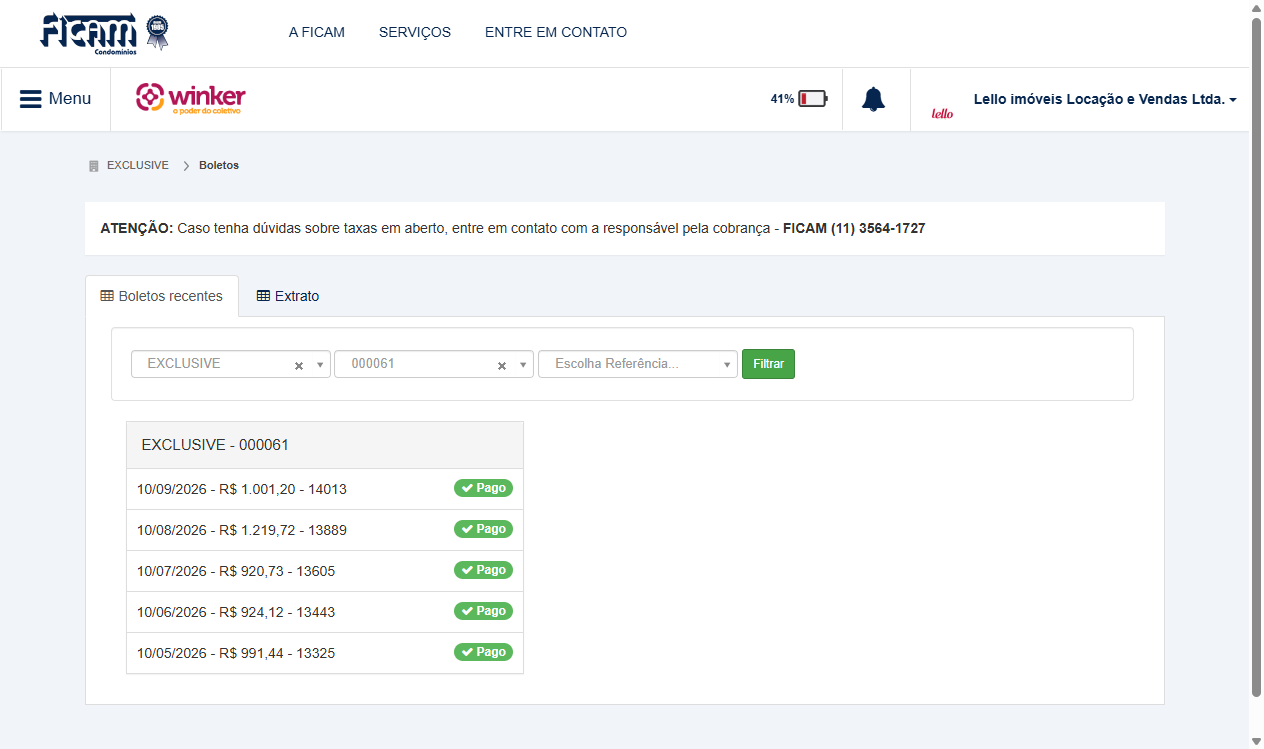 FICAM
DESDE
1985
Condomínios
A FICAM
SERVIÇOS
ENTRE EM CONTATO
Menu
winker
o poder do coletivo
41%
lello
Lello imóveis Locação e Vendas Ltda.
EXCLUSIVE
Boletos
ATENÇÃO: Caso tenha dúvidas sobre taxas em aberto, entre em contato com a responsável pela cobrança - FICAM (11) 3564-1727
Boletos recentes
Extrato
EXCLUSIVE
000061
Escolha Referência...
Filtrar
EXCLUSIVE - 000061
10/09/2026 - R$ 1.001,20 - 14013 Pago
10/08/2026 - R$ 1.219,72 - 13889 Pago
10/07/2026 - R$ 920,73 - 13605 Pago
10/06/2026 - R$ 924,12 - 13443 Pago
10/05/2026 - R$ 991,44 - 13325 Pago